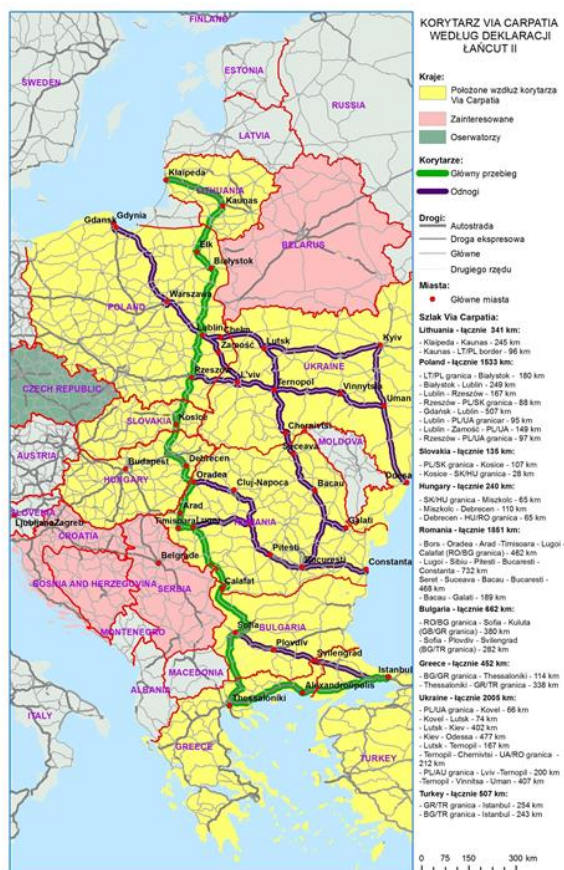 KORYTARZ VIA CARPATIA
WEDŁUG DEKLARACJI
ŁAŃCUT II
Kraje:
Położone wzdłuż korytarza
Via Carpatia
Zainteresowane
Oserwatorzy
Korytarze:
Główny przebieg
Odnogi
Drogi:
Autostrada
Droga ekspresowa
Główne
Drugiego rzędu
Miasta:
Główne miasta
Szlak Via Carpatia:
Lithuania - łącznie 341 km:
- Klaipeda - Kaunas - 245 km
- Kaunas - LT/PL border - 96 km
Poland - łącznie 1533 km:
- LT/PL granica - Białystok - 180 km
- Białystok - Lublin - 249 km
- Lublin - Rzeszów - 167 km
- Rzeszów - PL/SK granica - 88 km
- Gdańsk - Lublin - 507 km
- Lublin - PL/UA granicar - 95 km
- Lublin - Zamość - PL/UA - 149 km
- Rzeszów - PL/UA granica - 97 km
Slovakia - łącznie 135 km:
- PL/SK granica - Kosice - 107 km
- Kosice - SK/HU granica - 28 km
Hungary - łącznie 240 km:
- SK/HU granica - Miszkolc - 65 km
- Miszkolc - Debrecen - 110 km
- Debrecen - HU/RO granica - 65 km
Romania - łącznie 1851 km:
- Bors - Oradea - Arad -Timisoara - Lugoj -
Calafat (RO/BG granica) - 462 km
- Lugoj - Sibiu - Pitesti - Bucaresti -
Constanta - 732 km
Seret - Suceava - Bacau - Bucaresti -
468 km
- Bacau - Galati - 189 km
Bulgaria - łącznie 662 km:
- RO/BG granica - Sofia - Kuluta
(GB/GR granica) - 380 km
- Sofia - Plovdiv - Svilengrad
(BG/TR granica) - 282 km
Greece - łącznie 452 km:
- BG/GR granica - Thessaloniki - 114 km
- Thessaloniki - GR/TR granica - 338 km
Ukraine - łącznie 2005 km:
- PL/UA granica - Kovel - 66 km
- Kovel - Lutsk - 74 km
- Lutsk - Kiev - 402 km
- Kiev - Odessa - 477 km
- Lutsk - Ternopil - 167 km
- Ternopil - Chernivtsi - UA/RO granica -
212 km
- PL/AU granica - Lviv -Ternopil - 200 km
-Ternopil - Vinnitsa - Uman - 407 km
Turkey - łącznie 507 km:
- GR/TR granica - Istanbul - 254 km
- BG/TR granica - Istanbul - 243 km
0 75 150 300 km
FINLAND
SWEDEN
ESTONIA
RUSSIA
LATVIA
Klaipeda
LITHUANIA
Kaunas
Gdynia
Gdańsk
Ełk
BELARUS
Białystok
POLAND
Warszawa
Lublin
Chełm
Zamość
Lutsk
Kyiv
Rzeszów
L'viv
UKRAINE
CZECH REPUBLIC
Ternopol
Vinnytsia
Uman
SLOVAKIA
Kosice
Chernivtsi
Suceava
MOLDOVA
AUSTRIA
Budapest
Debrecen
HUNGARY
Oradea
Cluj-Napoca
Bacau
Odesa
SLOVENIA
Arad
Ljubljana
Zagreb
Timisoara
Lugoj
ROMANIA
Galati
CROATIA
Belgrade
Pitești
Bucuresti
Constanta
BOSNIA AND HERZEGOVINA
SERBIA
Calafat
MONTENEGRO
Sofia
BULGARIA
Plovdiv
Svilengrad
MACEDONIA
Istanbul
ALBANIA
Alexandroupolis
ITALY
Thessaloniki
GREECE
TURKEY